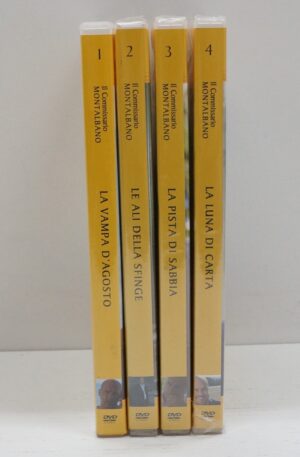 1
Il Commissario
MONTALBANO
LA VAMPA D'AGOSTO
DVD
2
Il Commissario
MONTALBANO
LE ALI DELLA SFINGE
DVD
3
Il Commissario
MONTALBANO
LA PISTA DI SABBIA
DVD
4
Il Commissario
MONTALBANO
LA LUNA DI CARTA
DVD